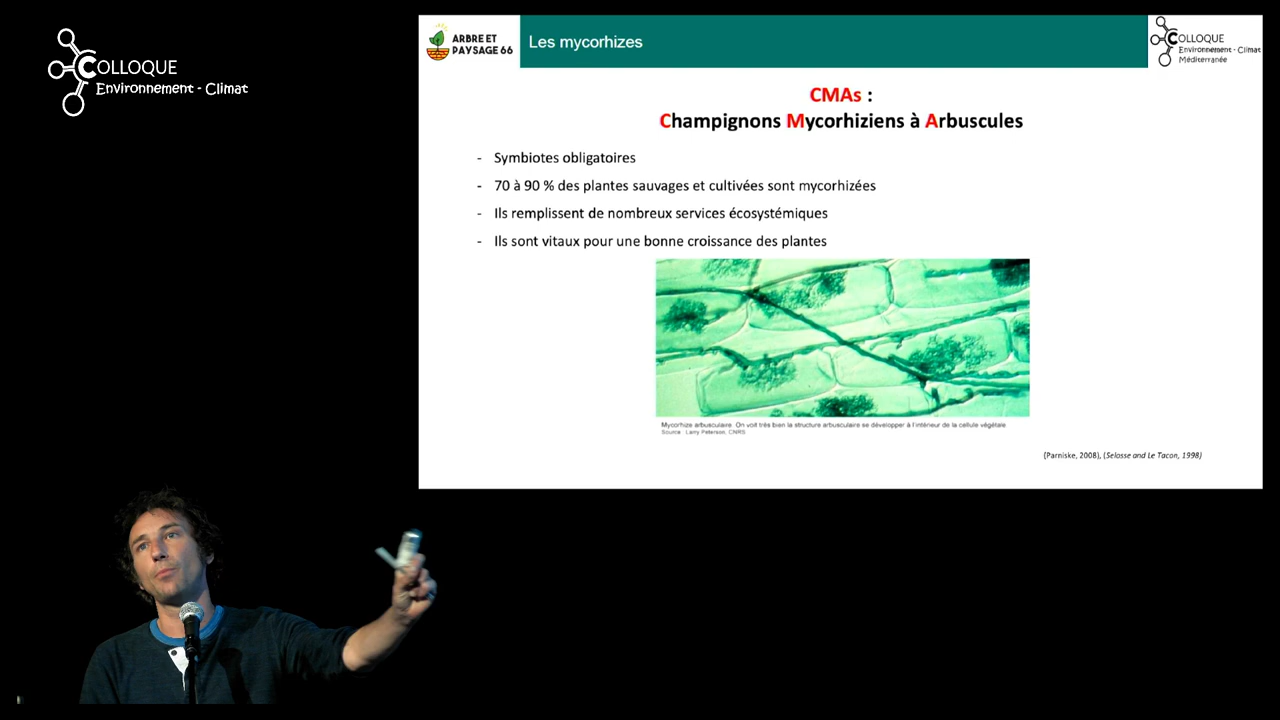 COLLOQUE
Environnement - Climat
ARBRE ET
PAYSAGE 66
Les mycorhizes
COLLOQUE
Environnement - Climat
Méditerranée
CMAs :
Champignons Mycorhiziens à Arbuscules
- Symbiotes obligatoires
- 70 à 90 % des plantes sauvages et cultivées sont mycorhizées
- Ils remplissent de nombreux services écosystémiques
- Ils sont vitaux pour une bonne croissance des plantes
Mycorhize arbusculaire. On voit très bien la structure arbusculaire se développer à l'intérieur de la cellule végétale
Source : Larry Peterson, CNRS
(Parniske, 2008), (Selosse and Le Tacon, 1998)